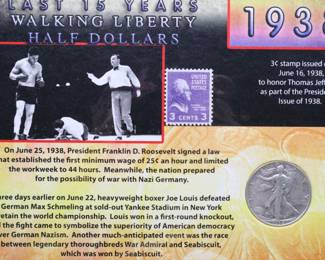 LAST 15 YEARS
WALKING LIBERTY
HALF DOLLARS
1938
3¢ stamp issued
June 16, 1938,
to honor Thomas
as part of the
Issue of 1938.
UNITED STATES
POSTAGE
3 CENTS 3
On June 25, 1938, President Franklin D. Roosevelt signed a law
that established the first minimum wage of 25¢ an hour and limited
the workweek to 44 hours. Meanwhile, the nation prepared
for the possibility of war with Nazi Germany.
Three days earlier on June 22, heavyweight boxer Joe Louis defeated
German Max Schmeling at sold-out Yankee Stadium in New York
retain the world championship. Louis won in a first-round knockout,
the fight came to symbolize the superiority of American democracy
over German Nazism. Another much-anticipated event was the race
between legendary thoroughbreds War Admiral and Seabiscuit,
which was won by Seabiscuit.